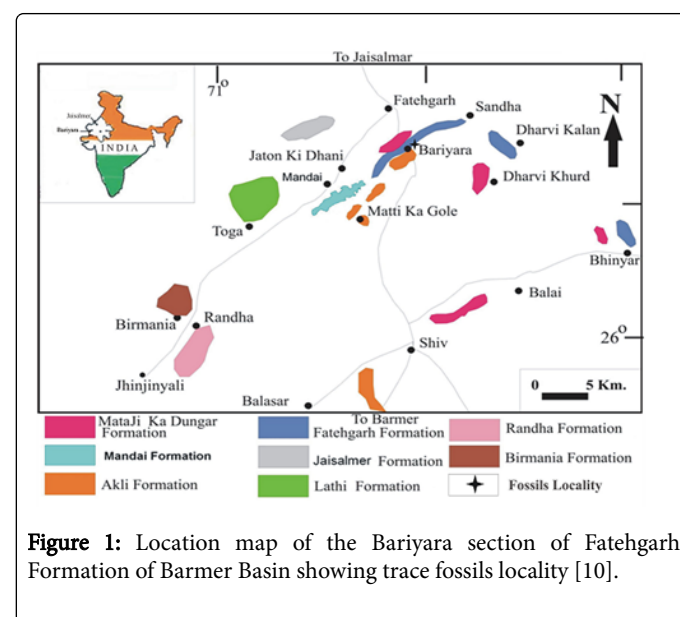 To Jaisalmar
71°
Fatehgarh
Sandha
N
Jaisalmer
Bariyara
INDIA
Dharvi Kalan
Bariyara
Jaton Ki Dhani
Mandai
Dharvi Khurd
Matti Ka Gole
Toga
Bhinyar
Balai
Birmania
Randha
26°
Shiv
Jhinjinyali
0 5 Km.
Balasar
To Barmer
MataJi Ka Dungar
Formation
Fatehgarh Formation
Randha Formation
Mandai Formation
Jaisalmer Formation
Birmania Formation
Akli Formation
Lathi Formation
Fossils Locality
Figure 1: Location map of the Bariyara section of Fatehgarh
Formation of Barmer Basin showing trace fossils locality [10].